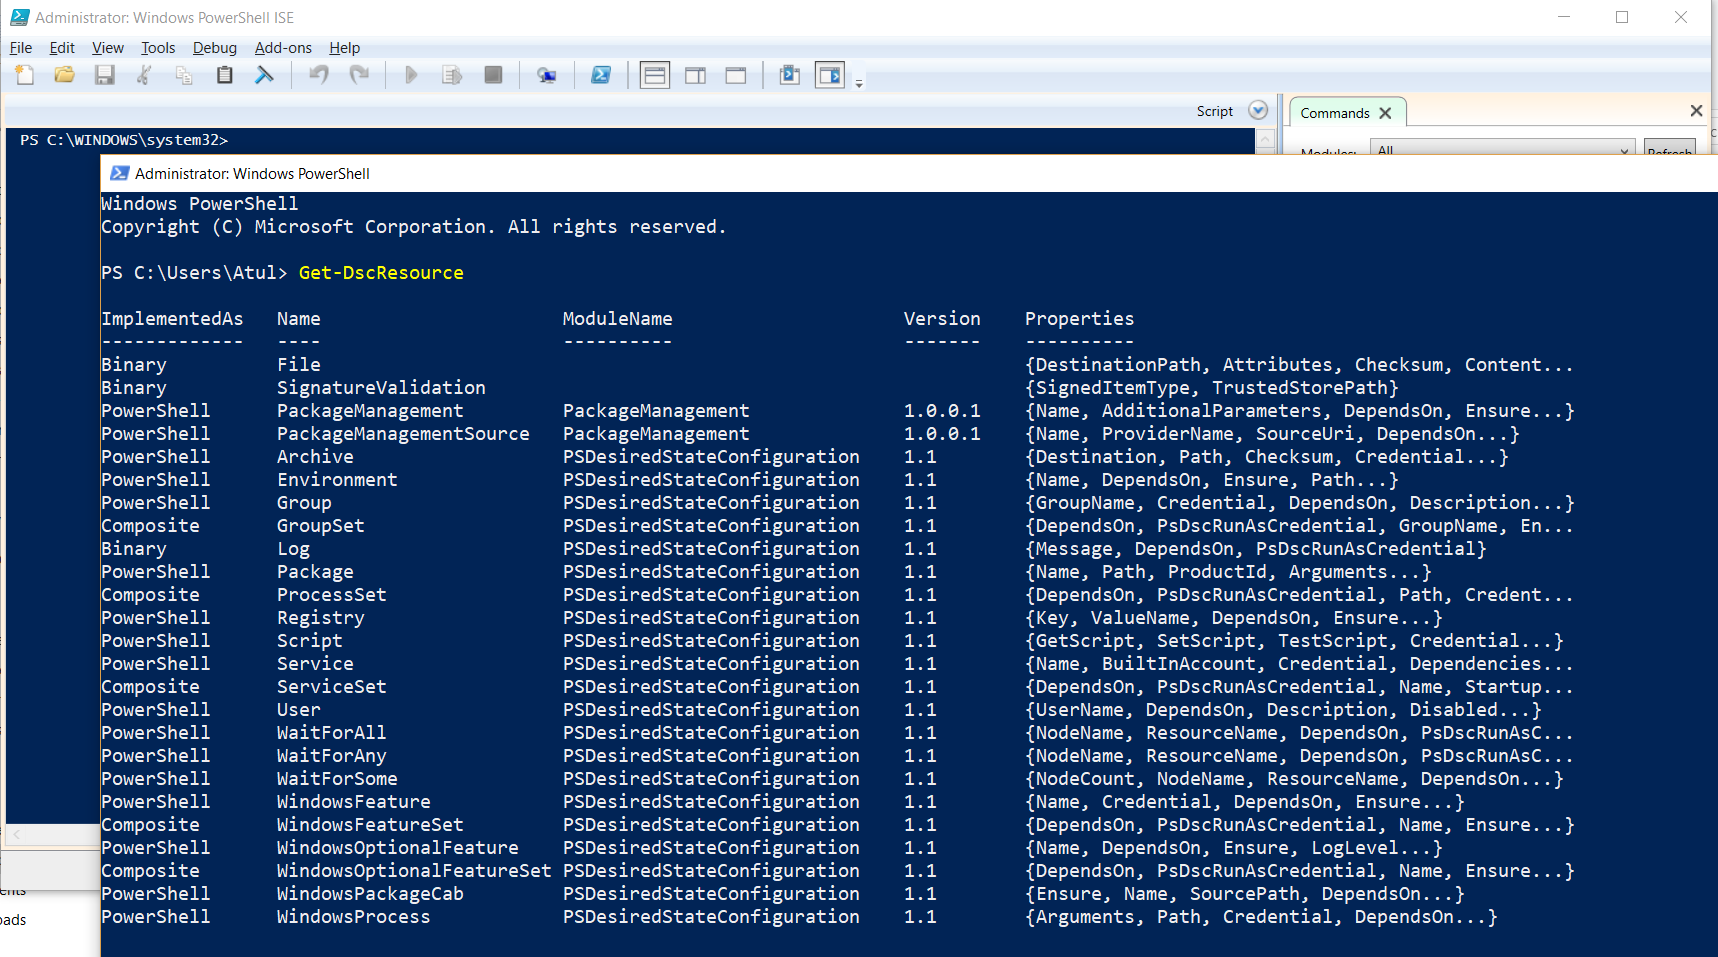 Administrator: Windows PowerShell ISE
File Edit View Tools Debug Add-ons Help
Script
Commands
PS C:\WINDOWS\system32>
Modules: All Refresh
Administrator: Windows PowerShell
Windows PowerShell
Copyright (C) Microsoft Corporation. All rights reserved.
PS C:\Users\Atul> Get-DscResource
ImplementedAs Name ModuleName Version Properties
------------- ---- ---------- ------- ----------
Binary File {DestinationPath, Attributes, Checksum, Content...
Binary SignatureValidation {SignedItemType, TrustedStorePath}
PowerShell PackageManagement PackageManagement 1.0.0.1 {Name, AdditionalParameters, DependsOn, Ensure...}
PowerShell PackageManagementSource PackageManagement 1.0.0.1 {Name, ProviderName, SourceUri, DependsOn...}
PowerShell Archive PSDesiredStateConfiguration 1.1 {Destination, Path, Checksum, Credential...}
PowerShell Environment PSDesiredStateConfiguration 1.1 {Name, DependsOn, Ensure, Path...}
PowerShell Group PSDesiredStateConfiguration 1.1 {GroupName, Credential, DependsOn, Description...}
Composite GroupSet PSDesiredStateConfiguration 1.1 {DependsOn, PsDscRunAsCredential, GroupName, En...
Binary Log PSDesiredStateConfiguration 1.1 {Message, DependsOn, PsDscRunAsCredential}
PowerShell Package PSDesiredStateConfiguration 1.1 {Name, Path, ProductId, Arguments...}
Composite ProcessSet PSDesiredStateConfiguration 1.1 {DependsOn, PsDscRunAsCredential, Path, Credent...
PowerShell Registry PSDesiredStateConfiguration 1.1 {Key, ValueName, DependsOn, Ensure...}
PowerShell Script PSDesiredStateConfiguration 1.1 {GetScript, SetScript, TestScript, Credential...}
PowerShell Service PSDesiredStateConfiguration 1.1 {Name, BuiltInAccount, Credential, Dependencies...
Composite ServiceSet PSDesiredStateConfiguration 1.1 {DependsOn, PsDscRunAsCredential, Name, Startup...
PowerShell User PSDesiredStateConfiguration 1.1 {UserName, DependsOn, Description, Disabled...}
PowerShell WaitForAll PSDesiredStateConfiguration 1.1 {NodeName, ResourceName, DependsOn, PsDscRunAsC...
PowerShell WaitForAny PSDesiredStateConfiguration 1.1 {NodeName, ResourceName, DependsOn, PsDscRunAsC...
PowerShell WaitForSome PSDesiredStateConfiguration 1.1 {NodeCount, NodeName, ResourceName, DependsOn...}
PowerShell WindowsFeature PSDesiredStateConfiguration 1.1 {Name, Credential, DependsOn, Ensure...}
Composite WindowsFeatureSet PSDesiredStateConfiguration 1.1 {DependsOn, PsDscRunAsCredential, Name, Ensure...}
PowerShell WindowsOptionalFeature PSDesiredStateConfiguration 1.1 {Name, DependsOn, Ensure, LogLevel...}
Composite WindowsOptionalFeatureSet PSDesiredStateConfiguration 1.1 {DependsOn, PsDscRunAsCredential, Name, Ensure...}
PowerShell WindowsPackageCab PSDesiredStateConfiguration 1.1 {Ensure, Name, SourcePath, DependsOn...}
PowerShell WindowsProcess PSDesiredStateConfiguration 1.1 {Arguments, Path, Credential, DependsOn...}